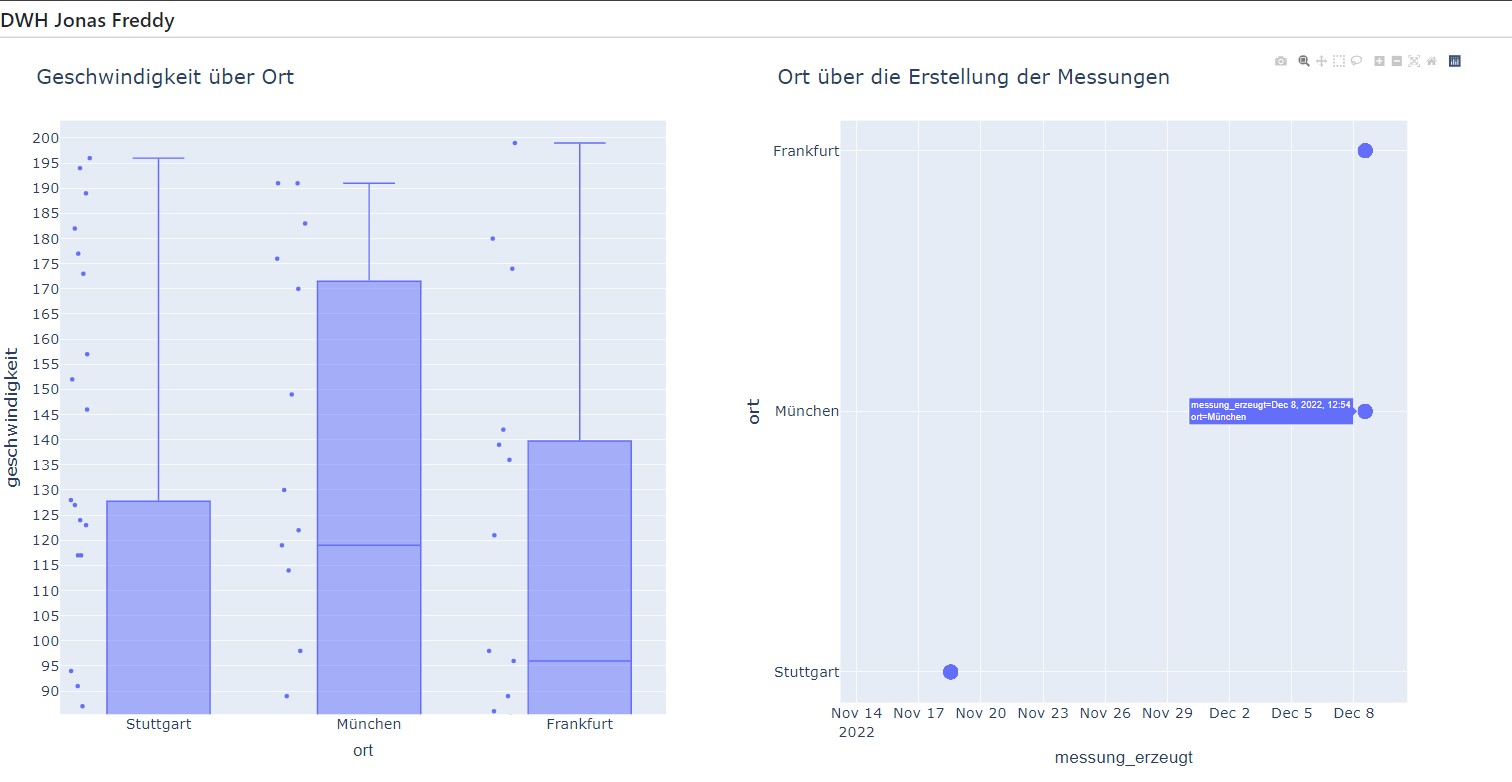 DWH Jonas Freddy
Geschwindigkeit über Ort
200
195
190
185
180
175
170
165
160
155
150
145
140
135
130
125
120
115
110
105
100
95
90
geschwindigkeit
Stuttgart München Frankfurt
ort
Ort über die Erstellung der Messungen
Frankfurt
München
Stuttgart
ort
messung_erzeugt=Dec 8, 2022, 12:54
ort=München
Nov 14 Nov 17 Nov 20 Nov 23 Nov 26 Nov 29 Dec 2 Dec 5 Dec 8
2022
messung_erzeugt